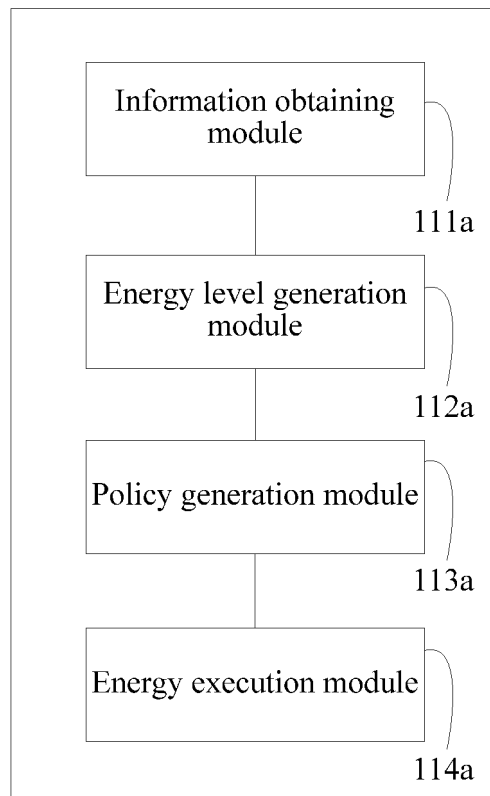 Information obtaining
module
111a
Energy level generation
module
112a
Policy generation module
113a
Energy execution module
114a